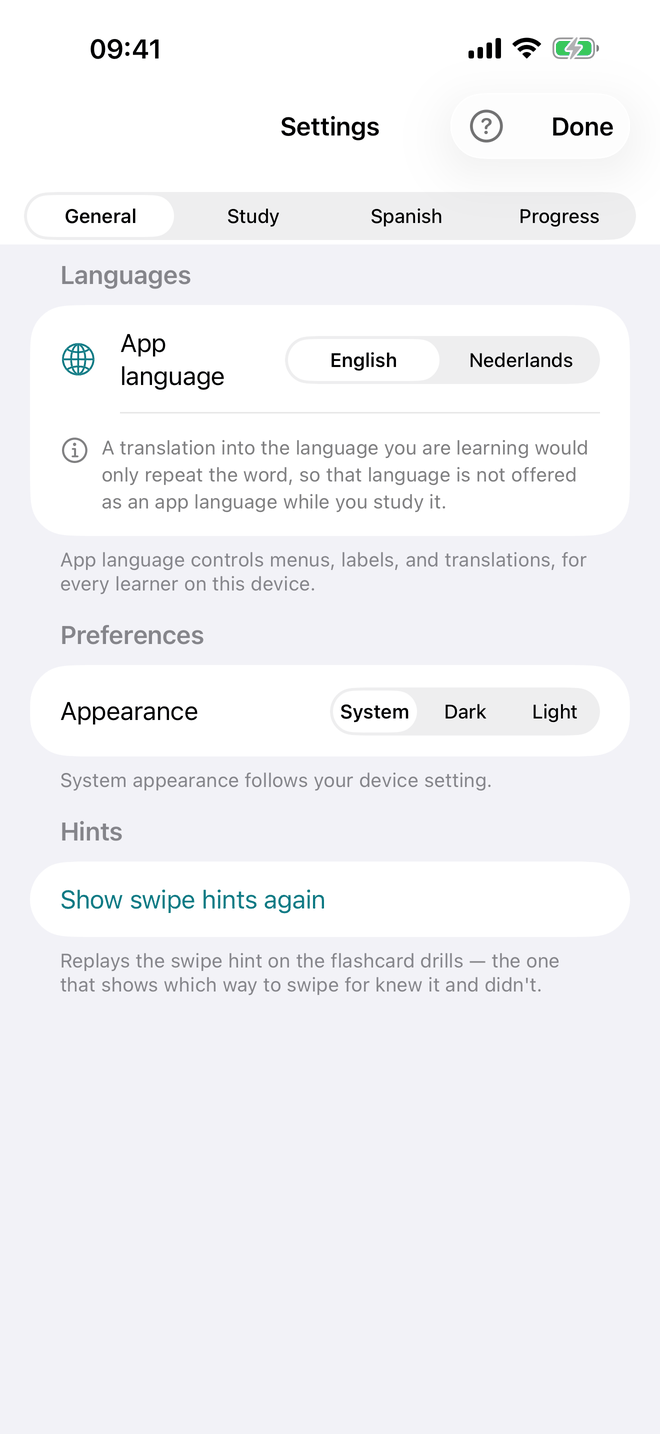 09:41
Settings
Done
General Study Spanish Progress
Languages
App
language
English Nederlands
A translation into the language you are learning would
only repeat the word, so that language is not offered
as an app language while you study it.
App language controls menus, labels, and translations, for
every learner on this device.
Preferences
Appearance
System Dark Light
System appearance follows your device setting.
Hints
Show swipe hints again
Replays the swipe hint on the flashcard drills — the one
that shows which way to swipe for knew it and didn't.